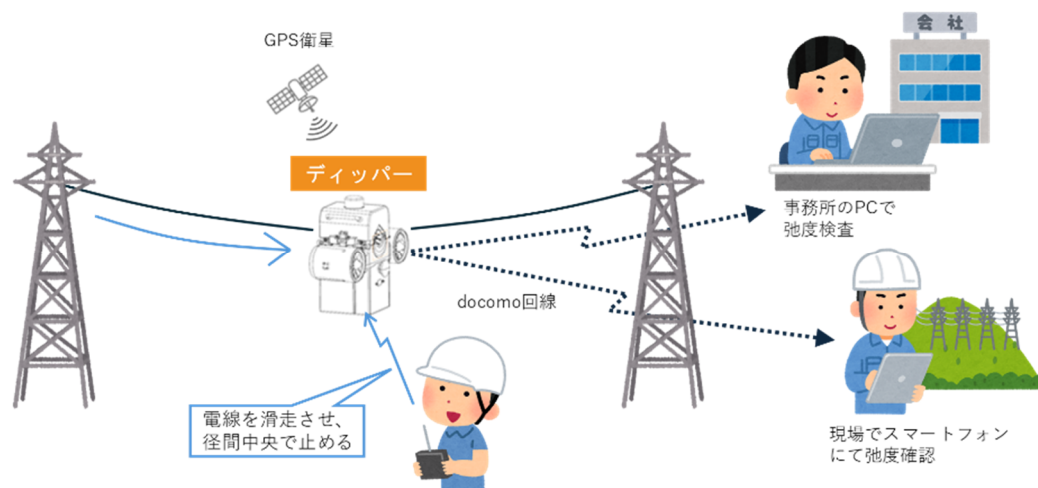 GPS衛星
会社
ディッパー
事務所のPCで
弛度検査
docomo回線
電線を滑走させ、
径間中央で止める
現場でスマートフォン
にて弛度確認